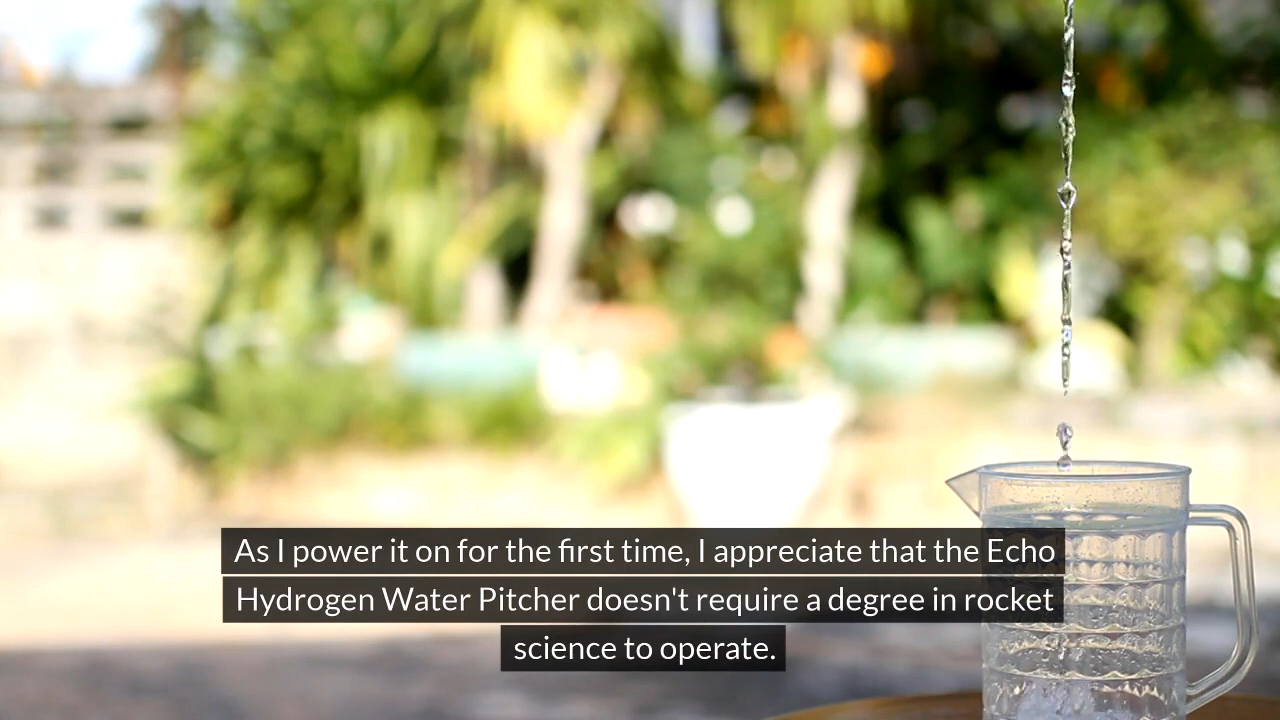 As I power it on for the first time, I appreciate that the Echo
Hydrogen Water Pitcher doesn't require a degree in rocket
science to operate.